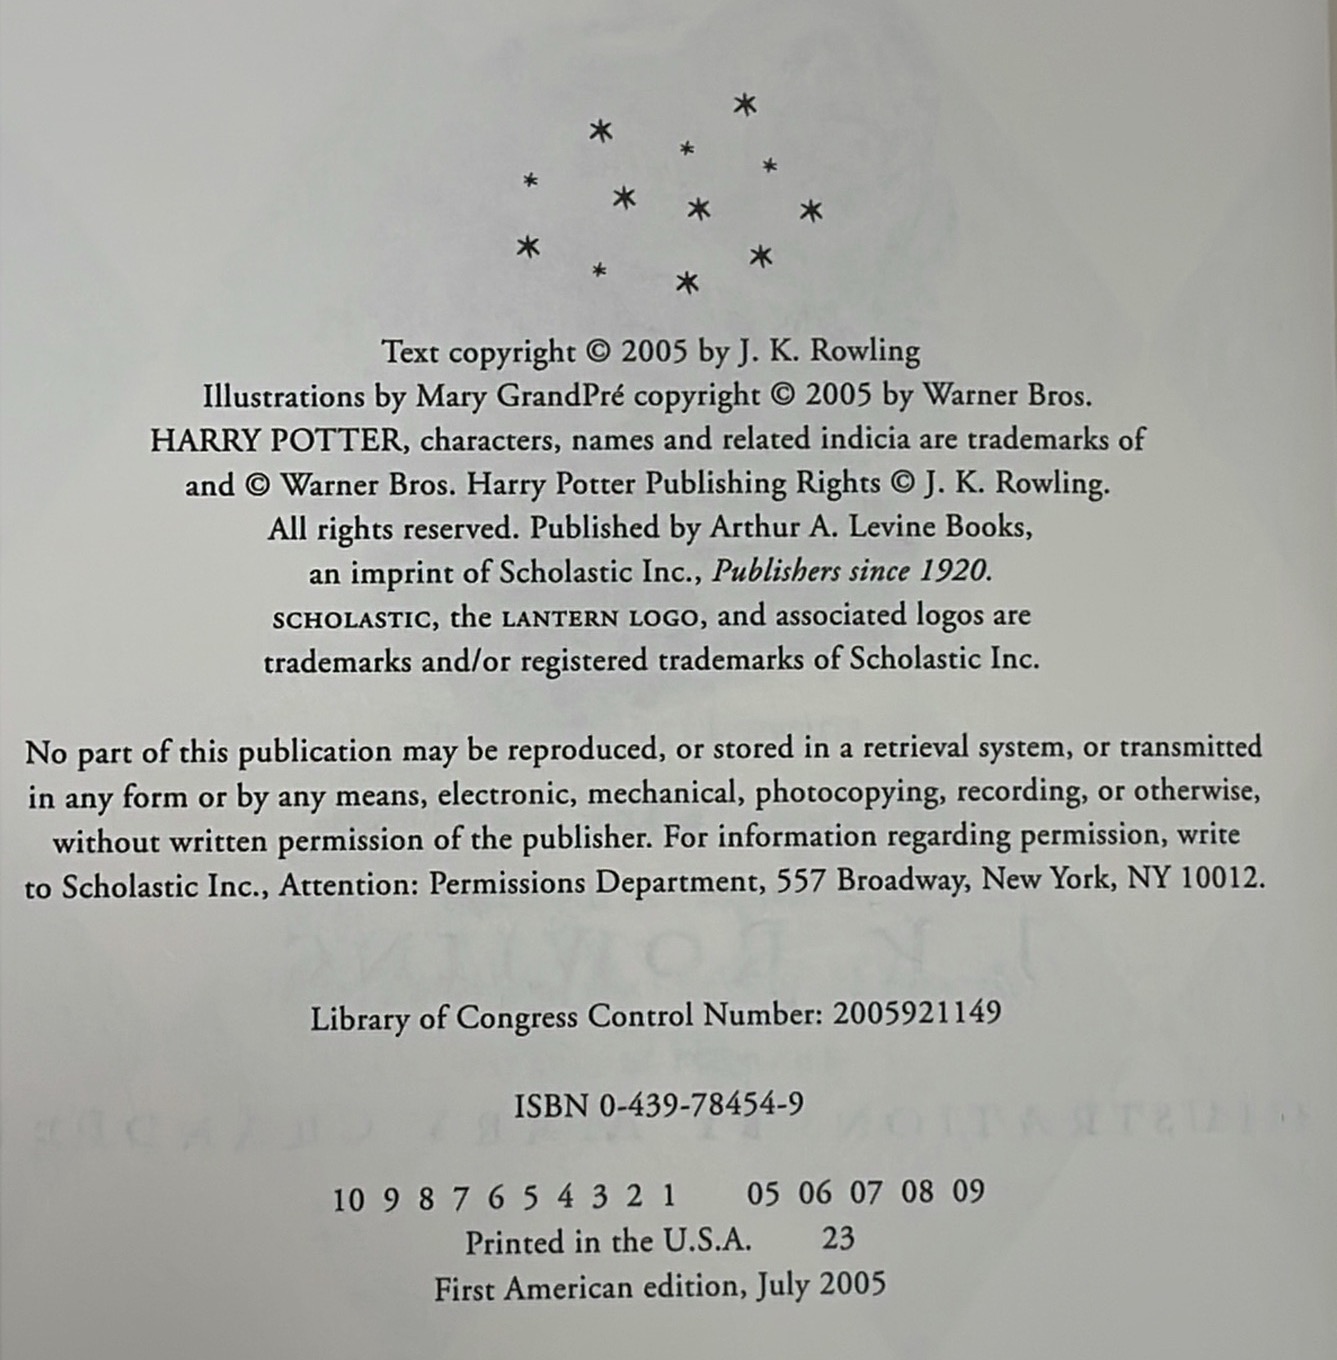 Text copyright © 2005 by J. K. Rowling
Illustrations by Mary GrandPré copyright © 2005 by Warner Bros.
HARRY POTTER, characters, names and related indicia are trademarks of
and © Warner Bros. Harry Potter Publishing Rights © J. K. Rowling.
All rights reserved. Published by Arthur A. Levine Books,
an imprint of Scholastic Inc., Publishers since 1920.
SCHOLASTIC, the LANTERN LOGO, and associated logos are
trademarks and/or registered trademarks of Scholastic Inc.
No part of this publication may be reproduced, or stored in a retrieval system, or transmitted
in any form or by any means, electronic, mechanical, photocopying, recording, or otherwise,
without written permission of the publisher. For information regarding permission, write
to Scholastic Inc., Attention: Permissions Department, 557 Broadway, New York, NY 10012.
Library of Congress Control Number: 2005921149
ISBN 0-439-78454-9
10 9 8 7 6 5 4 3 2 1 05 06 07 08 09
Printed in the U.S.A. 23
First American edition, July 2005